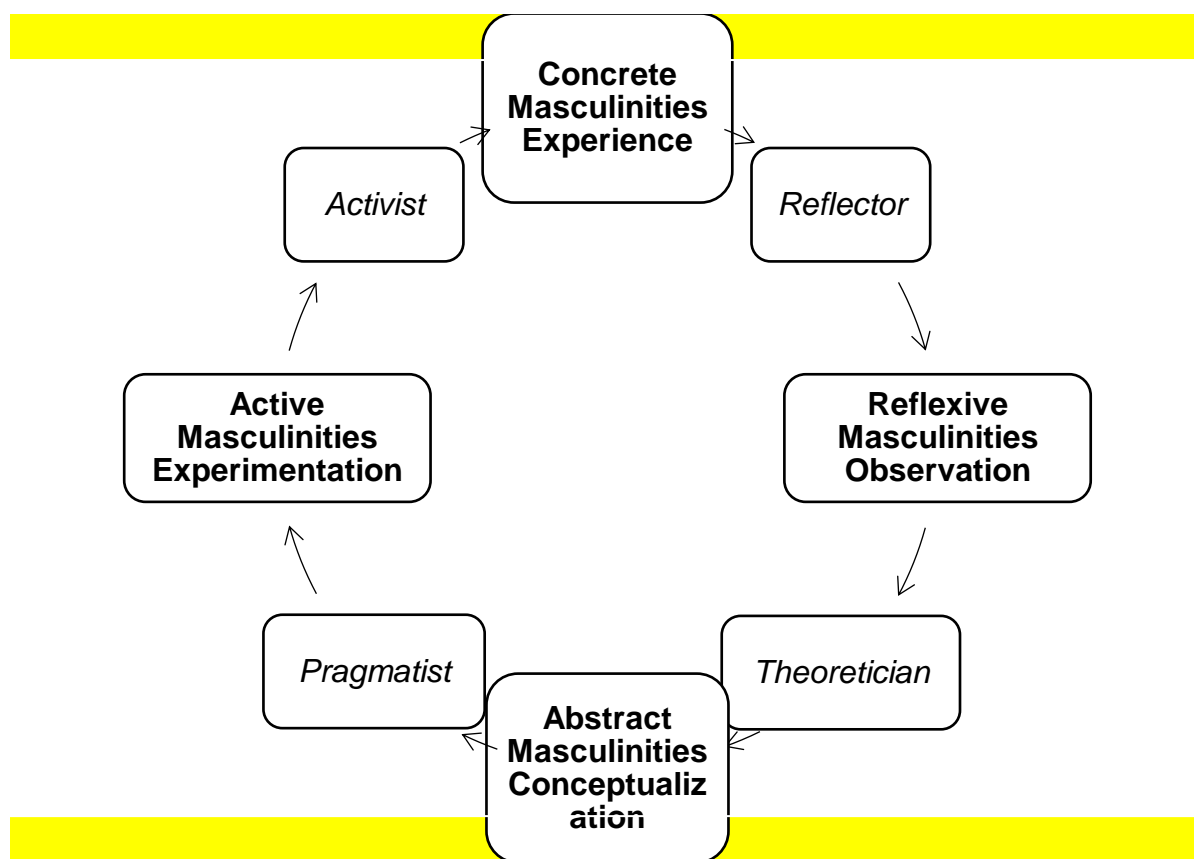 Concrete
Masculinities
Experience
Activist
Reflector
Active
Masculinities
Experimentation
Reflexive
Masculinities
Observation
Pragmatist
Theoretician
Abstract
Masculinities
Conceptualiz
ation